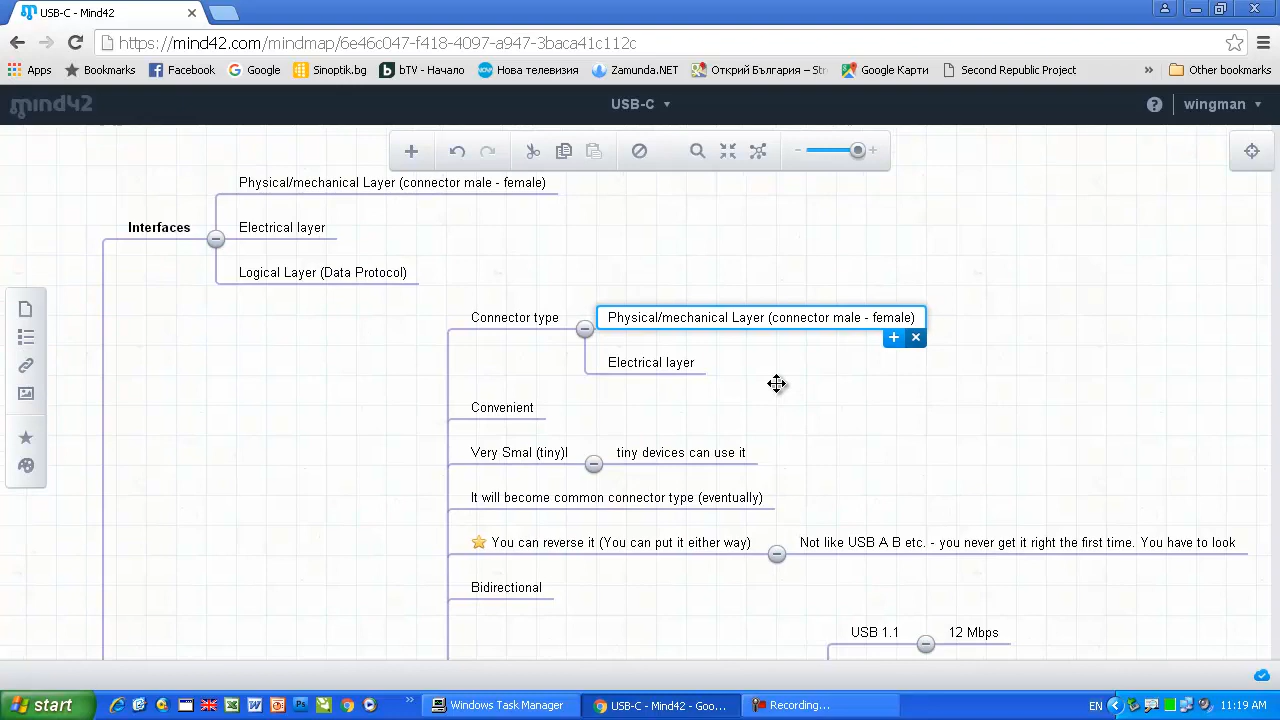 USB-C - Mind42
https://mind42.com/mindmap/6e46c047-f418-4097-a947-3beaa41c112c
Apps
Bookmarks
Facebook
Google
Sinoptik.bg
bTV - Начало
Нова телевизия
Zamunda.NET
Открий България – Str
Google Карти
Second Republic Project
»
Other bookmarks
mind42
USB-C
wingman
Physical/mechanical Layer (connector male - female)
Interfaces
Electrical layer
Logical Layer (Data Protocol)
Connector type
Physical/mechanical Layer (connector male - female)
Electrical layer
Convenient
Very Smal (tiny)l
tiny devices can use it
It will become common connector type (eventually)
You can reverse it (You can put it either way)
Not like USB A B etc. - you never get it right the first time. You have to look
Bidirectional
USB 1.1
12 Mbps
start
Windows Task Manager
USB-C - Mind42 - Goo...
Recording...
EN
11:19 AM